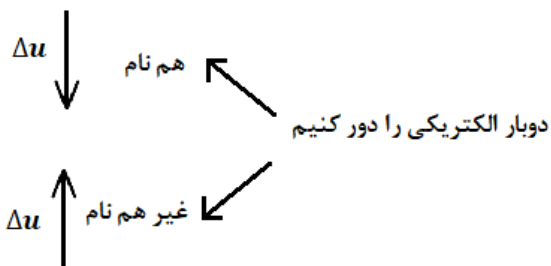 Δu
هم نام
دوبار الکتریکی را دور کنیم
غیر هم نام
Δu